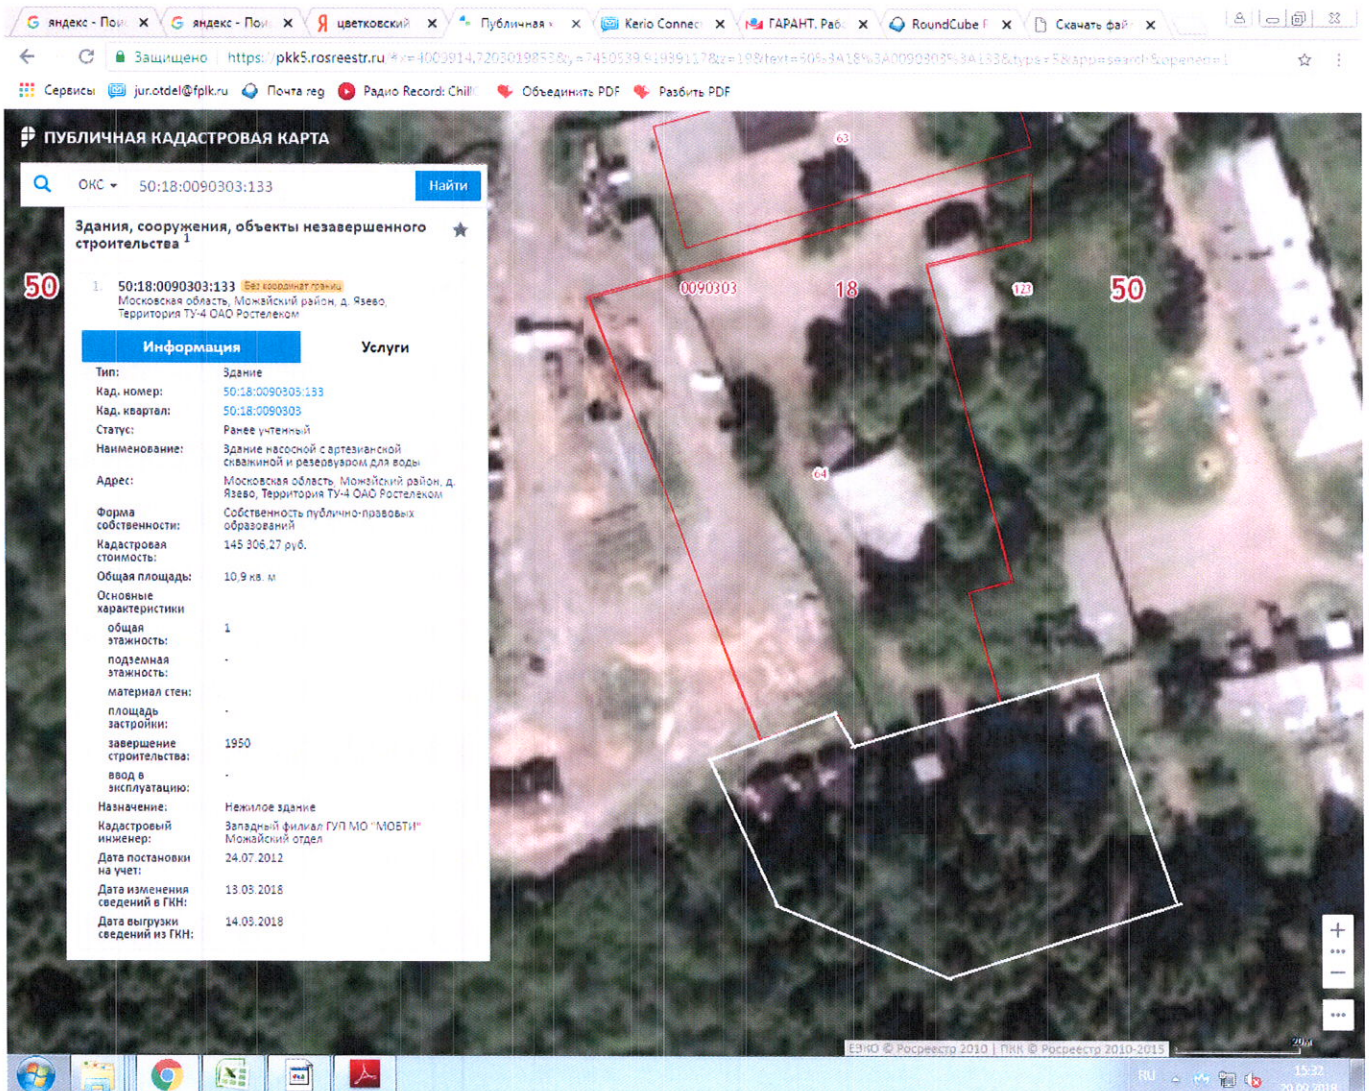 яндекс - Пои
яндекс - Пои
цветковский
Публичная к
Kerio Connec
ГАРАНТ. Раб
RoundCube
Скачать фай
Защищено https://pkk5.rosreestr.ru
Сервисы jur.otdel@fplk.ru Почта reg Радио Record: Chill Объединить PDF Разбить PDF
ПУБЛИЧНАЯ КАДАСТРОВАЯ КАРТА
ОКС 50:18:0090303:133 Найти
Здания, сооружения, объекты незавершенного
строительства 1
1. 50:18:0090303:133 Без координат границ
Московская область, Можайский район, д. Язево,
Территория ТУ-4 ОАО Ростелеком
Информация Услуги
Тип: Здание
Кад. номер: 50:18:0090303:133
Кад. квартал: 50:18:0090303
Статус: Ранее учтенный
Наименование: Здание насосной с артезианской
скважиной и резервуаром для воды
Адрес: Московская область, Можайский район, д.
Язево, Территория ТУ-4 ОАО Ростелеком
Форма Собственность публично-правовых
собственности: образований
Кадастровая 145 306,27 руб.
стоимость:
Общая площадь: 10,9 кв. м
Основные
характеристики
общая 1
этажность:
подземная -
этажность:
материал стен: -
площадь -
застройки:
завершение 1950
строительства:
ввод в -
эксплуатацию:
Назначение: Нежилое здание
Кадастровый Западный филиал ГУП МО "МОБТИ"
инженер: Можайский отдел
Дата постановки 24.07.2012
на учет:
Дата изменения 13.03.2018
сведений в ГКН:
Дата выгрузки 14.03.2018
сведений из ГКН:
50
63
0090303
18
123
50
64
ЕЭКО © Росреестр 2010 | ПКК © Росреестр 2010-2015
20м
RU
15:32